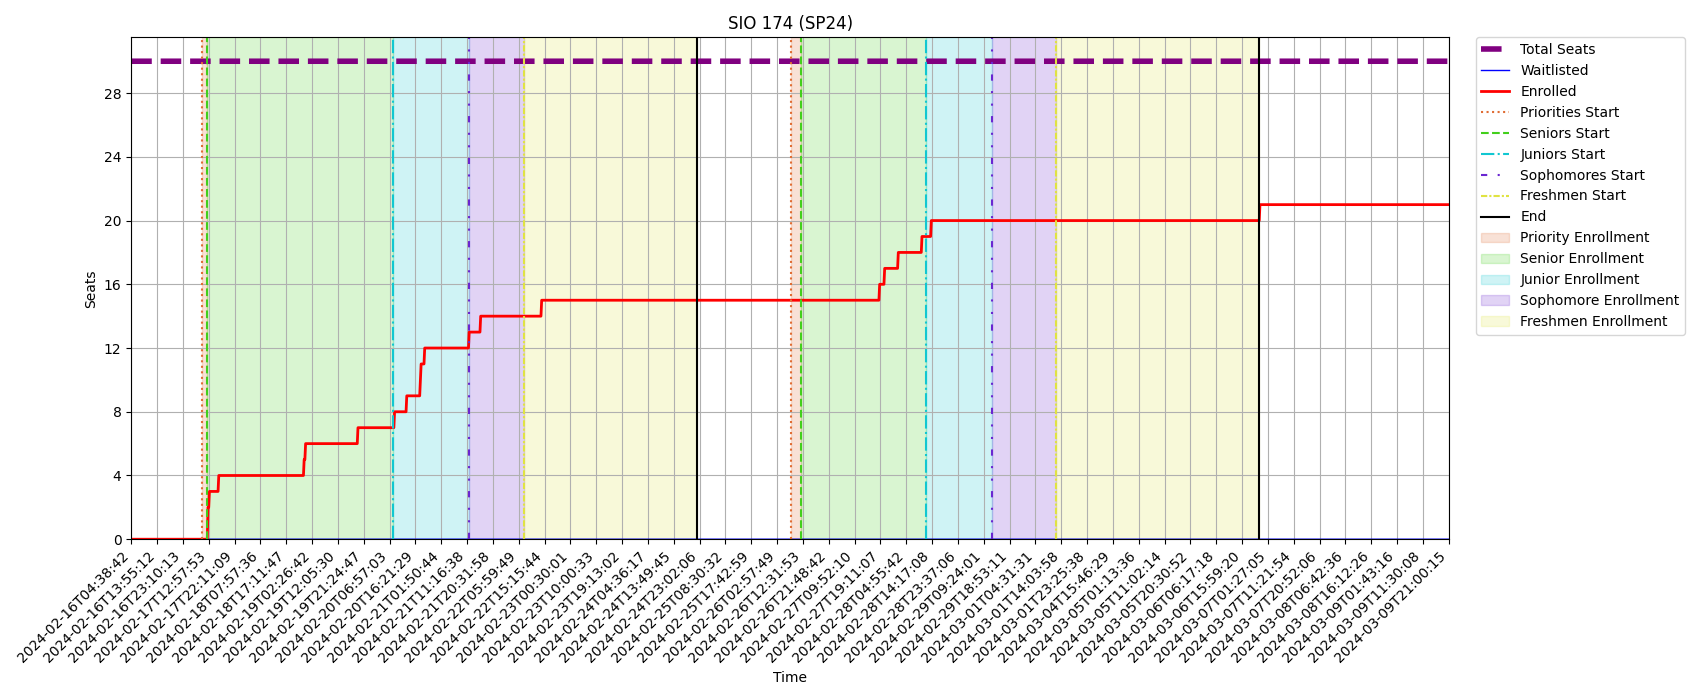 SIO 174 (SP24)
Total Seats
Waitlisted
Enrolled
Priorities Start
Seniors Start
Juniors Start
Sophomores Start
Freshmen Start
End
Priority Enrollment
Senior Enrollment
Junior Enrollment
Sophomore Enrollment
Freshmen Enrollment
Seats
28
24
20
16
12
8
4
0
2024-02-16T04:38:42
2024-02-16T13:55:12
2024-02-16T23:10:13
2024-02-17T12:57:53
2024-02-17T22:11:09
2024-02-18T07:57:36
2024-02-18T17:11:47
2024-02-19T02:26:42
2024-02-19T12:05:30
2024-02-19T21:24:47
2024-02-20T06:57:03
2024-02-20T16:21:29
2024-02-21T01:50:44
2024-02-21T11:16:38
2024-02-21T20:31:58
2024-02-22T05:59:49
2024-02-22T15:15:44
2024-02-23T00:30:01
2024-02-23T10:00:33
2024-02-23T19:13:02
2024-02-24T04:36:17
2024-02-24T13:49:45
2024-02-24T23:02:06
2024-02-25T08:30:32
2024-02-25T17:42:59
2024-02-26T02:57:49
2024-02-26T12:31:53
2024-02-26T21:48:42
2024-02-27T09:52:10
2024-02-27T19:11:07
2024-02-28T04:55:42
2024-02-28T14:17:08
2024-02-28T23:37:06
2024-02-29T09:24:01
2024-02-29T18:53:11
2024-03-01T04:31:31
2024-03-01T14:03:58
2024-03-01T23:25:38
2024-03-04T15:46:29
2024-03-05T01:13:36
2024-03-05T11:02:14
2024-03-05T20:30:52
2024-03-06T06:17:18
2024-03-06T15:59:20
2024-03-07T01:27:05
2024-03-07T11:21:54
2024-03-07T20:52:06
2024-03-08T06:42:36
2024-03-08T16:12:26
2024-03-09T01:43:16
2024-03-09T11:30:08
2024-03-09T21:00:15
Time